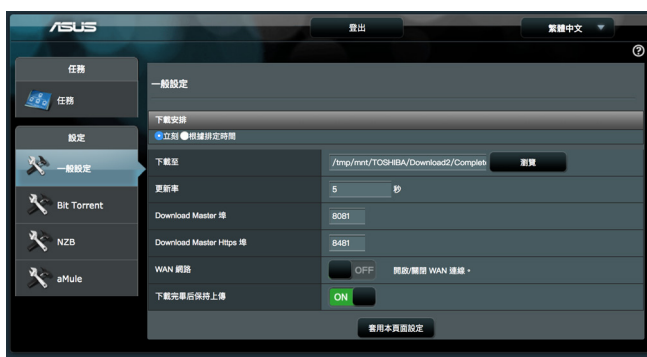 ASUS
登出
繁體中文
任務
任務
設定
一般設定
Bit Torrent
NZB
aMule
一般設定
下載安排
立刻 根據排定時間
下載至 /tmp/mnt/TOSHIBA/Download2/Complet 瀏覽
更新率 5 秒
Download Master 埠 8081
Download Master Https 埠 8481
WAN 網路 OFF 開啟/關閉 WAN 連線。
下載完畢后保持上傳 ON
套用本頁面設定